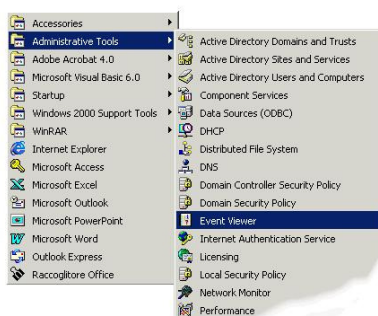 Accessories
Administrative Tools
Adobe Acrobat 4.0
Microsoft Visual Basic 6.0
Startup
Windows 2000 Support Tools
WinRAR
Internet Explorer
Microsoft Access
Microsoft Excel
Microsoft Outlook
Microsoft PowerPoint
Microsoft Word
Outlook Express
Raccoglitore Office
Active Directory Domains and Trusts
Active Directory Sites and Services
Active Directory Users and Computers
Component Services
Data Sources (ODBC)
DHCP
Distributed File System
DNS
Domain Controller Security Policy
Domain Security Policy
Event Viewer
Internet Authentication Service
Licensing
Local Security Policy
Network Monitor
Performance